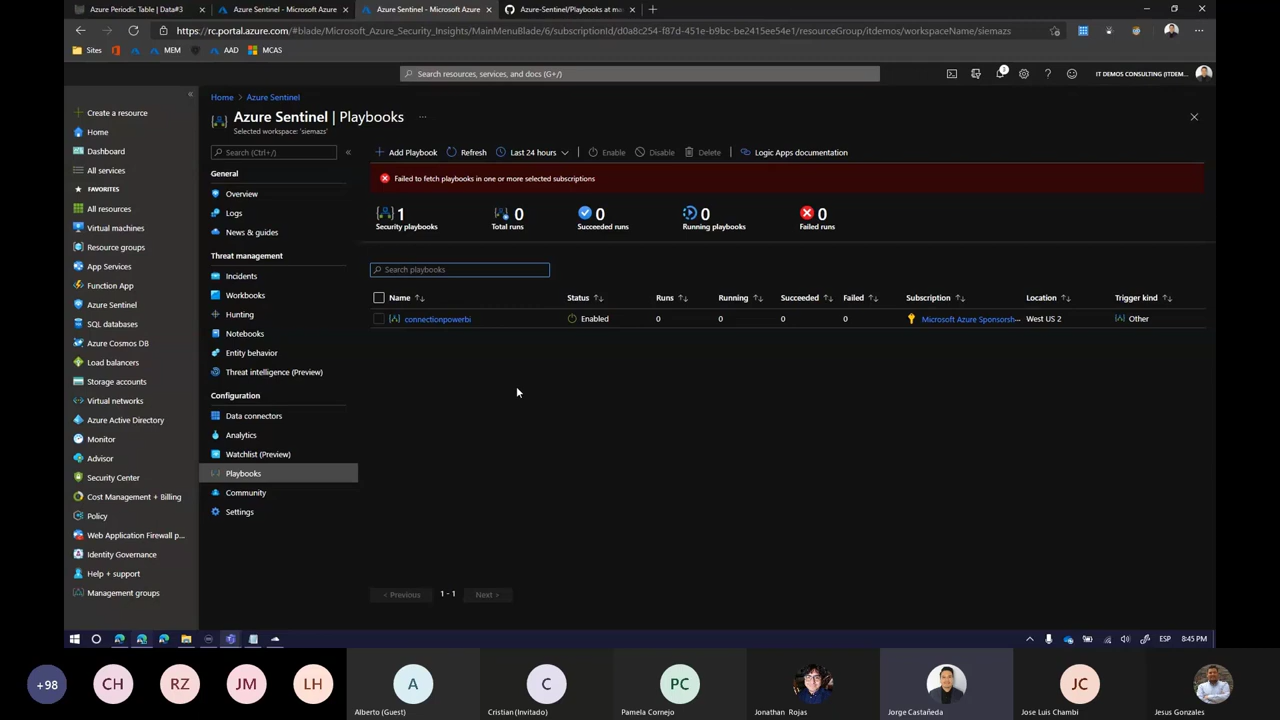 Azure Periodic Table | Data#3
Azure Sentinel - Microsoft Azure
Azure Sentinel - Microsoft Azure
Azure-Sentinel/Playbooks at ma
https://rc.portal.azure.com/#blade/Microsoft_Azure_Security_Insights/MainMenuBlade/6/subscriptionId/d0a8c254-f87d-451e-b9bc-be2415ee54e1/resourceGroup/itdemos/workspaceName/siemazs
Sites
MEM
AAD
MCAS
Search resources, services, and docs (G+/)
IT DEMOS CONSULTING (ITDEM...
Create a resource
Home
Dashboard
All services
FAVORITES
All resources
Virtual machines
Resource groups
App Services
Function App
Azure Sentinel
SQL databases
Azure Cosmos DB
Load balancers
Storage accounts
Virtual networks
Azure Active Directory
Monitor
Advisor
Security Center
Cost Management + Billing
Policy
Web Application Firewall p...
Identity Governance
Help + support
Management groups
Home > Azure Sentinel
Azure Sentinel | Playbooks ...
Selected workspace: 'siemazs'
Search (Ctrl+/)
General
Overview
Logs
News & guides
Threat management
Incidents
Workbooks
Hunting
Notebooks
Entity behavior
Threat intelligence (Preview)
Configuration
Data connectors
Analytics
Watchlist (Preview)
Playbooks
Community
Settings
Add Playbook
Refresh
Last 24 hours
Enable
Disable
Delete
Logic Apps documentation
Failed to fetch playbooks in one or more selected subscriptions
1
Security playbooks
0
Total runs
0
Succeeded runs
0
Running playbooks
0
Failed runs
Search playbooks
Name Status Runs Running Succeeded Failed Subscription Location Trigger kind
connectionpowerbi Enabled 0 0 0 0 Microsoft Azure Sponsorsh... West US 2 Other
< Previous 1 - 1 Next >
ESP 8:45 PM
+98
CH
RZ
JM
LH
A
C
PC
JC
Alberto (Guest)
Cristian (Invitado)
Pamela Cornejo
Jonathan Rojas
Jorge Castañeda
Jose Luis Chambi
Jesus Gonzales